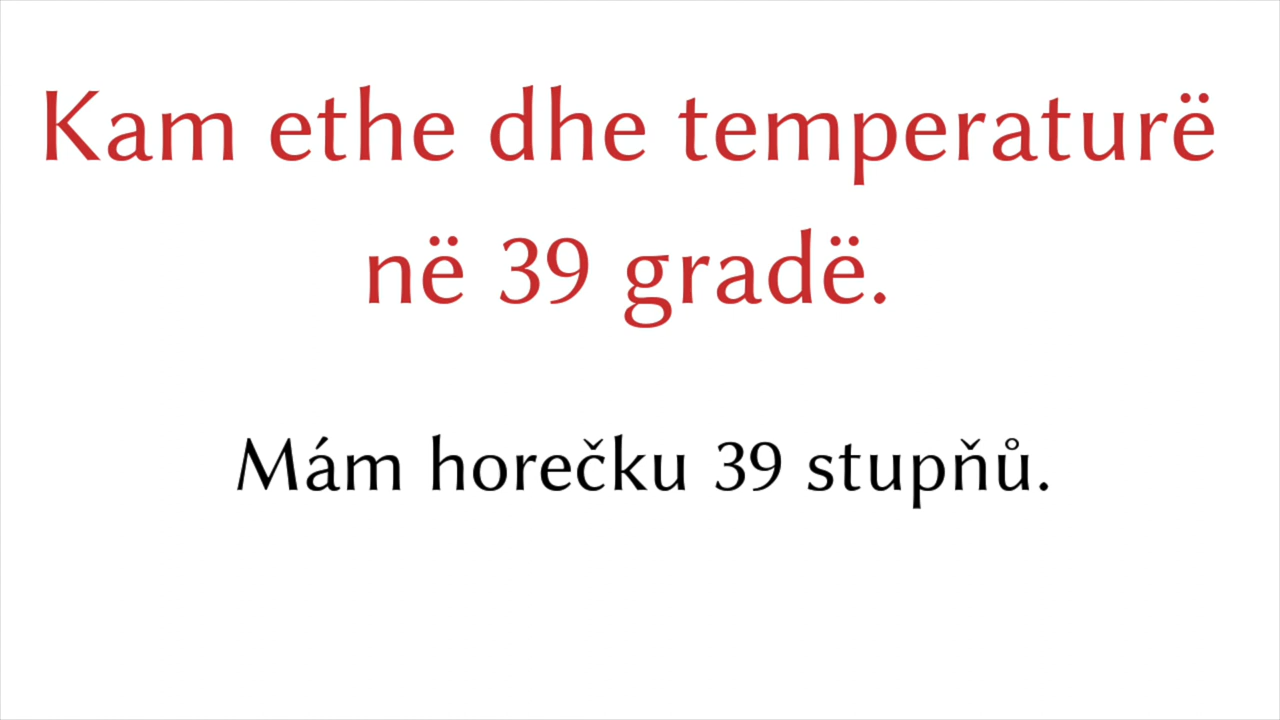 Kam ethe dhe temperaturë
në 39 gradë.
Mám horečku 39 stupňů.